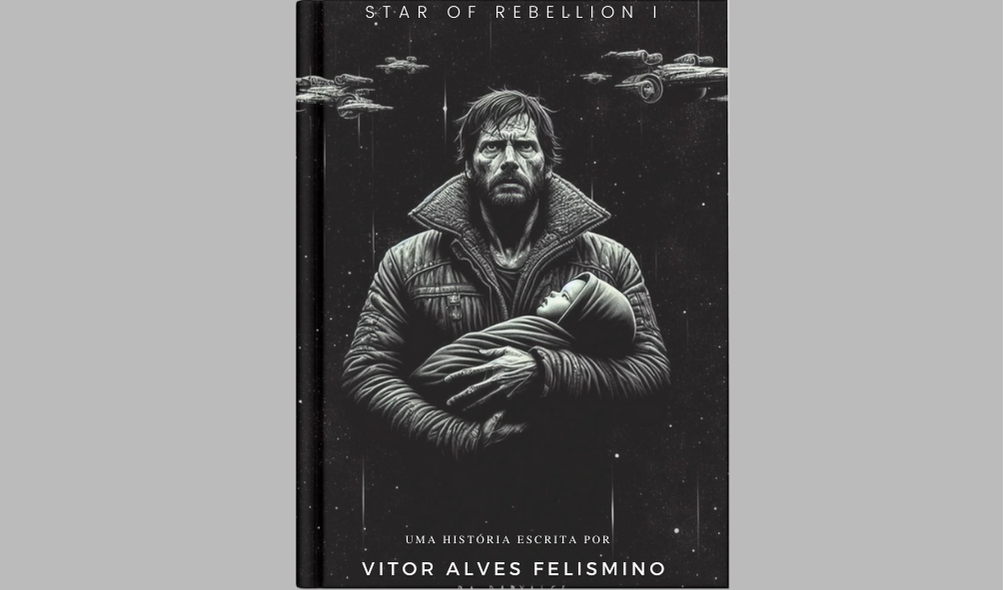 STAR OF REBELLION I
UMA HISTÓRIA ESCRITA POR
VITOR ALVES FELISMINO